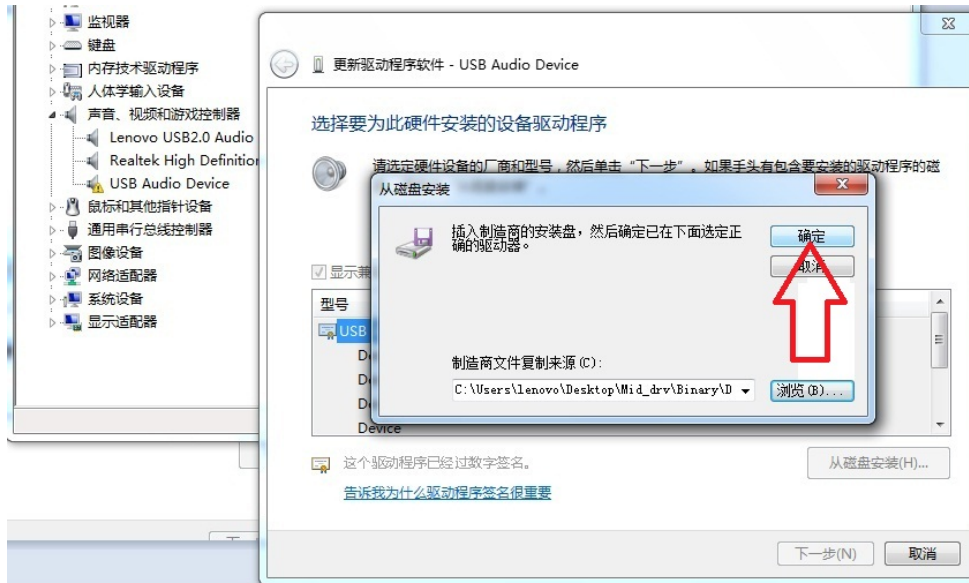 监视器
键盘
内存技术驱动程序
人体学输入设备
声音、视频和游戏控制器
Lenovo USB2.0 Audio
Realtek High Definition
USB Audio Device
鼠标和其他指针设备
通用串行总线控制器
图像设备
网络适配器
系统设备
显示适配器
更新驱动程序软件 - USB Audio Device
选择要为此硬件安装的设备驱动程序
请选定硬件设备的厂商和型号，然后单击“下一步”。如果手头有包含要安装的驱动程序的磁
从磁盘安装
插入制造商的安装盘，然后确定已在下面选定正
确的驱动器。
确定
取消
显示兼
型号
USB
制造商文件复制来源(C):
C:\Users\lenovo\Desktop\Mid_drv\Binary\D
浏览(B)...
Device
这个驱动程序已经过数字签名。
从磁盘安装(H)...
告诉我为什么驱动程序签名很重要
下一步(N)
取消